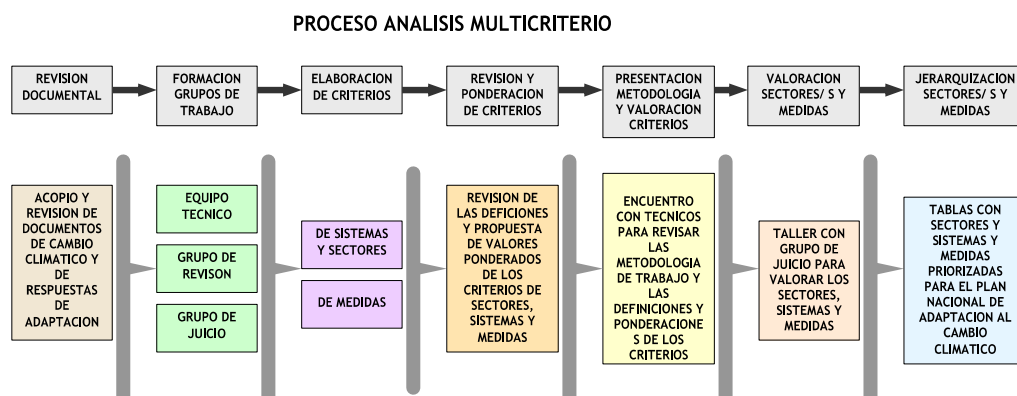 PROCESO ANALISIS MULTICRITERIO
REVISION
DOCUMENTAL
FORMACION
GRUPOS DE
TRABAJO
ELABORACION
DE CRITERIOS
REVISION Y
PONDERACION
DE CRITERIOS
PRESENTACION
METODOLOGIA
Y VALORACION
CRITERIOS
VALORACION
SECTORES/ S Y
MEDIDAS
JERARQUIZACION
SECTORES/ S Y
MEDIDAS
ACOPIO Y
REVISION DE
DOCUMENTOS
DE CAMBIO
CLIMATICO Y
DE
RESPUESTAS
DE
ADAPTACION
EQUIPO
TECNICO
GRUPO DE
REVISON
GRUPO DE
JUICIO
DE SISTEMAS
Y SECTORES
DE MEDIDAS
REVISION DE
LAS DEFICIONES
Y PROPUESTA
DE VALORES
PONDERADOS
DE LOS
CRITERIOS DE
SECTORES,
SISTEMAS Y
MEDIDAS
ENCUENTRO
CON TECNICOS
PARA REVISAR
LAS
METODOLOGIA
DE TRABAJO Y
LAS
DEFINICIONES Y
PONDERACIONE
S DE LOS
CRITERIOS
TALLER CON
GRUPO DE
JUICIO PARA
VALORAR LOS
SECTORES,
SISTEMAS Y
MEDIDAS
TABLAS CON
SECTORES Y
SISTEMAS Y
MEDIDAS
PRIORIZADAS
PARA EL PLAN
NACIONAL DE
ADAPTACION AL
CAMBIO
CLIMATICO